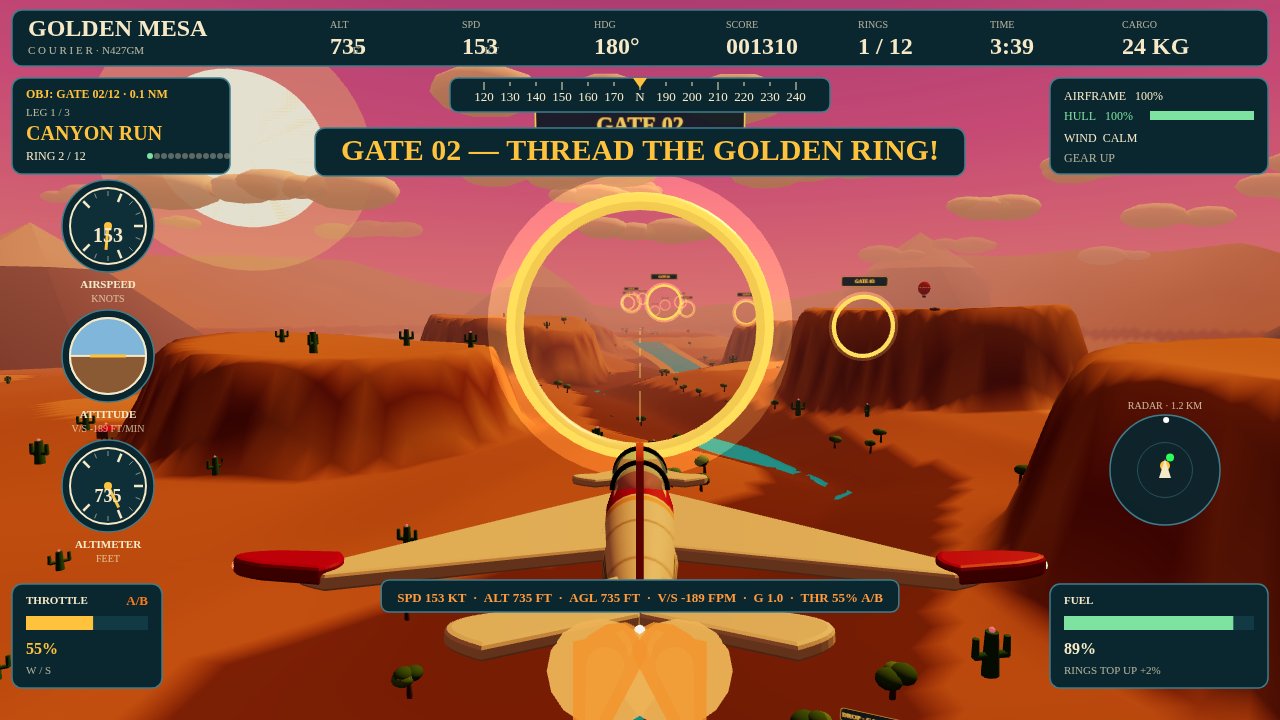 GOLDEN MESA
COURIER · N427GM
ALT
735
SPD
153
HDG
180°
SCORE
001310
RINGS
1 / 12
TIME
3:39
CARGO
24 KG
OBJ: GATE 02/12 · 0.1 NM
LEG 1 / 3
CANYON RUN
RING 2 / 12
120 130 140 150 160 170 N 190 200 210 220 230 240
GATE 02
GATE 02 — THREAD THE GOLDEN RING!
AIRFRAME 100%
HULL 100%
WIND CALM
GEAR UP
153
AIRSPEED
KNOTS
ATTITUDE
V/S -189 FT/MIN
735
ALTIMETER
FEET
GATE 03
RADAR · 1.2 KM
THROTTLE A/B
55%
W / S
SPD 153 KT · ALT 735 FT · AGL 735 FT · V/S -189 FPM · G 1.0 · THR 55% A/B
FUEL
89%
RINGS TOP UP +2%